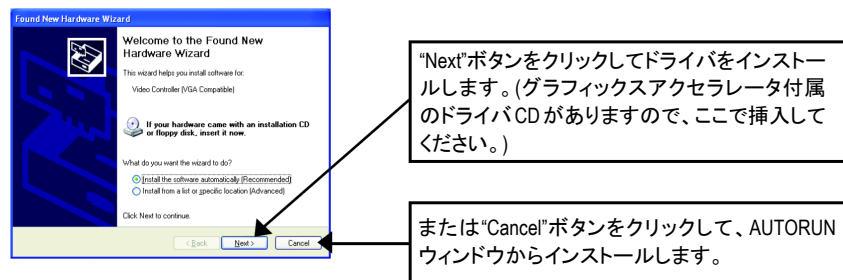 Found New Hardware Wizard
Welcome to the Found New
Hardware Wizard
This wizard helps you install software for:
Video Controller (VGA Compatible)
If your hardware came with an installation CD
or floppy disk, insert it now.
What do you want the wizard to do?
Install the software automatically (Recommended)
Install from a list or specific location (Advanced)
Click Next to continue.
< Back
Next >
Cancel
“Next”ボタンをクリックしてドライバをインストー
ルします。(グラフィックスアクセラレータ付属
のドライバCDがありますので、ここで挿入して
ください。)
または“Cancel”ボタンをクリックして、AUTORUN
ウィンドウからインストールします。